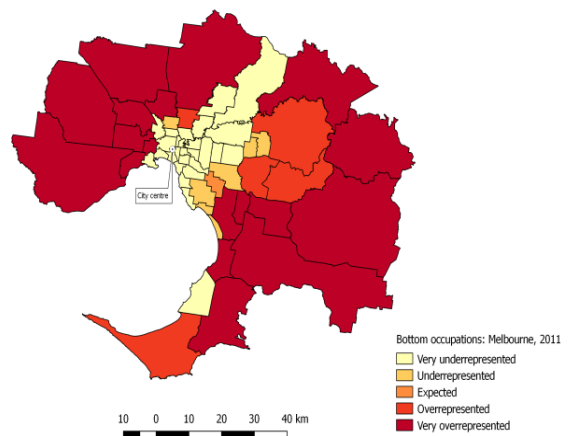 City centre
Bottom occupations: Melbourne, 2011
Very underrepresented
Underrepresented
Expected
Overrepresented
Very overrepresented
10 0 10 20 30 40 km